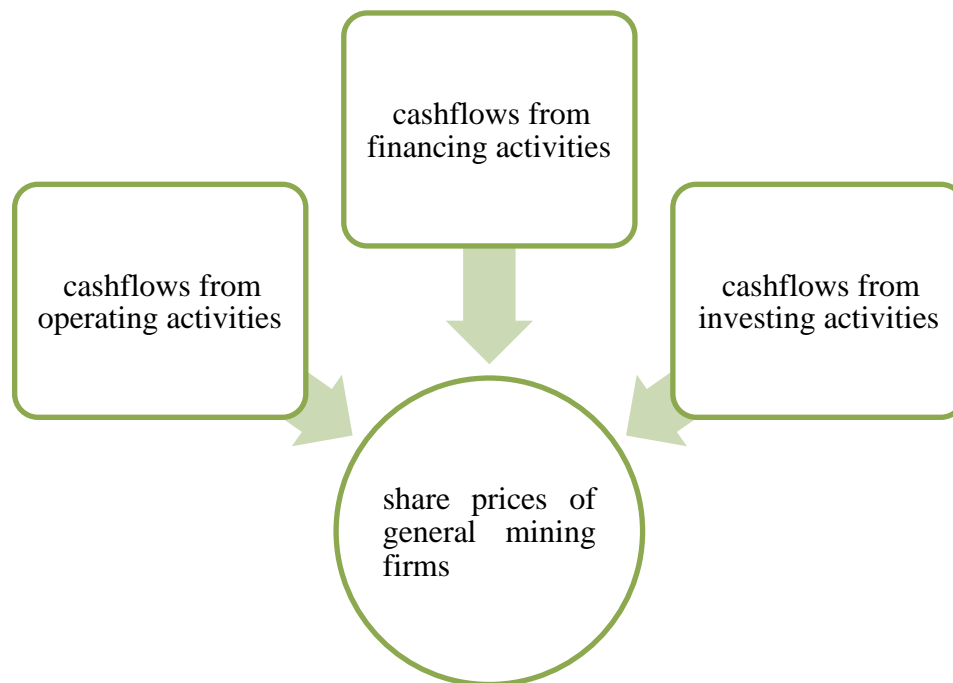 cashflows from
financing activities
cashflows from
operating activities
cashflows from
investing activities
share prices of
general mining
firms